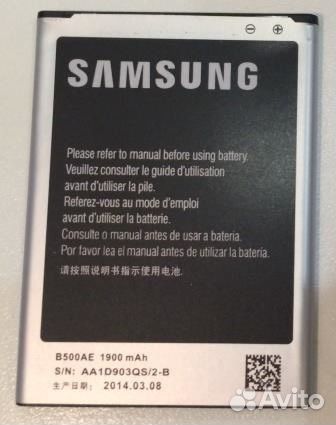 SAMSUNG
Please refer to manual before using battery.
Veuillez consulter le guide d'utilisation
avant d'utiliser la pile.
Referez-vous au mode d'emploi
avant d'utiliser la batterie.
Consulte o manual antes de usar a bateria.
Por favor lea el manual antes de utilizar la batería.
请按照说明书指示使用电池.
B500AE 1900 mAh
S/N: AA1D903QS/2-B
生产日期: 2014.03.08
Avito